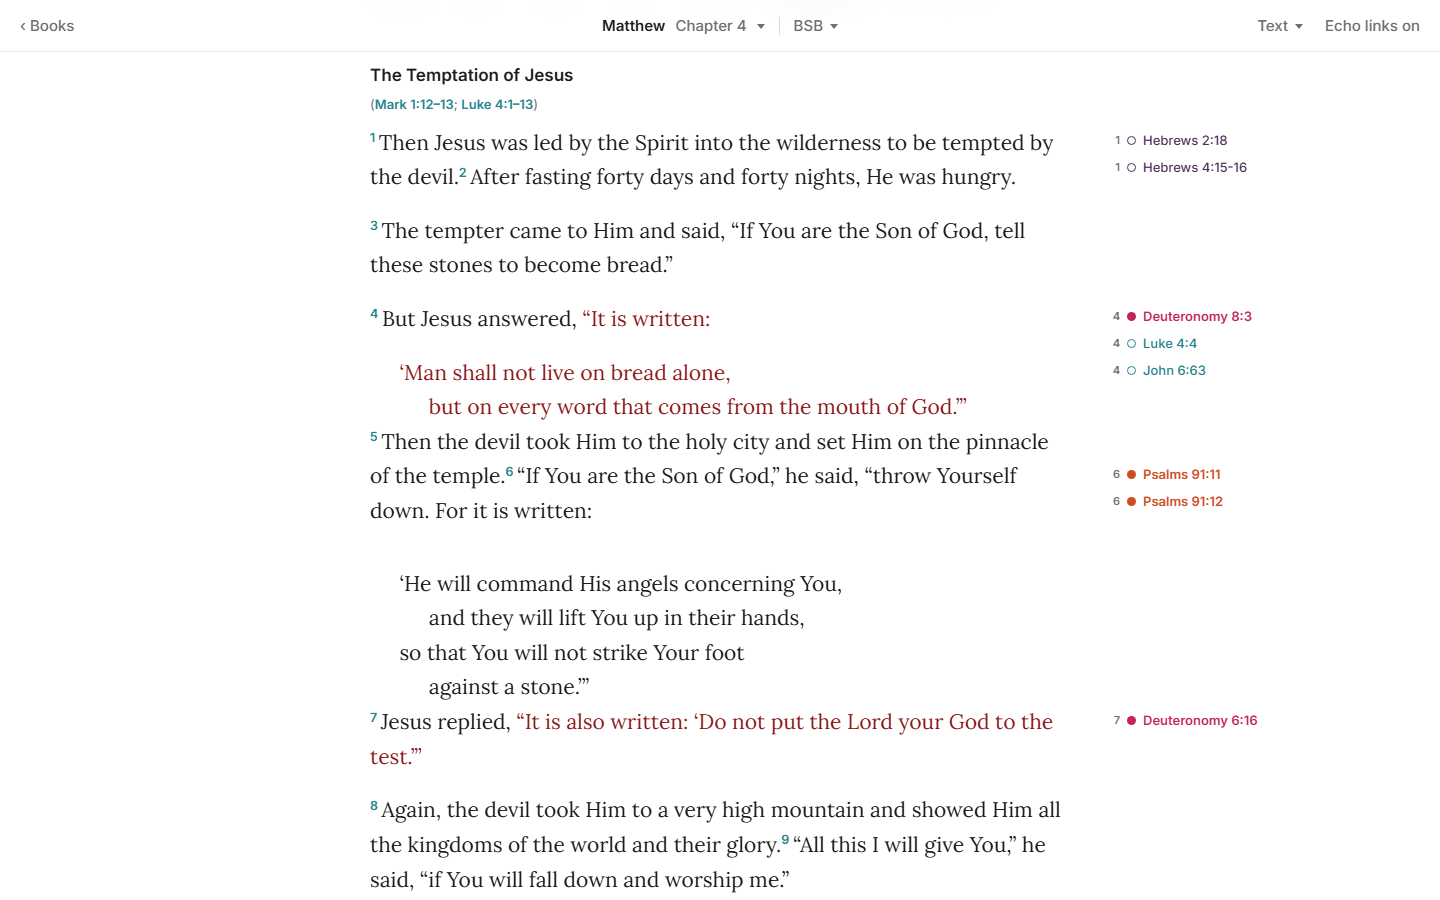 ‹ Books
Matthew Chapter 4 BSB
Text Echo links on
The Temptation of Jesus
(Mark 1:12–13; Luke 4:1–13)
1 Then Jesus was led by the Spirit into the wilderness to be tempted by
the devil.2 After fasting forty days and forty nights, He was hungry.
1 Hebrews 2:18
1 Hebrews 4:15-16
3 The tempter came to Him and said, “If You are the Son of God, tell
these stones to become bread.”
4 But Jesus answered, “It is written:
‘Man shall not live on bread alone,
but on every word that comes from the mouth of God.’”
4 Deuteronomy 8:3
4 Luke 4:4
4 John 6:63
5 Then the devil took Him to the holy city and set Him on the pinnacle
of the temple.6 “If You are the Son of God,” he said, “throw Yourself
down. For it is written:
6 Psalms 91:11
6 Psalms 91:12
‘He will command His angels concerning You,
and they will lift You up in their hands,
so that You will not strike Your foot
against a stone.’”
7 Jesus replied, “It is also written: ‘Do not put the Lord your God to the
test.’”
7 Deuteronomy 6:16
8 Again, the devil took Him to a very high mountain and showed Him all
the kingdoms of the world and their glory.9 “All this I will give You,” he
said, “if You will fall down and worship me.”